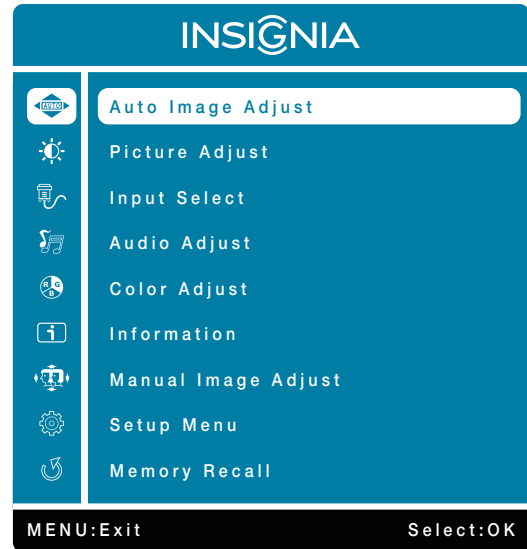 INSIGNIA
AUTO Auto Image Adjust
Picture Adjust
Input Select
Audio Adjust
R G B Color Adjust
i Information
Manual Image Adjust
Setup Menu
Memory Recall
MENU:Exit Select:OK